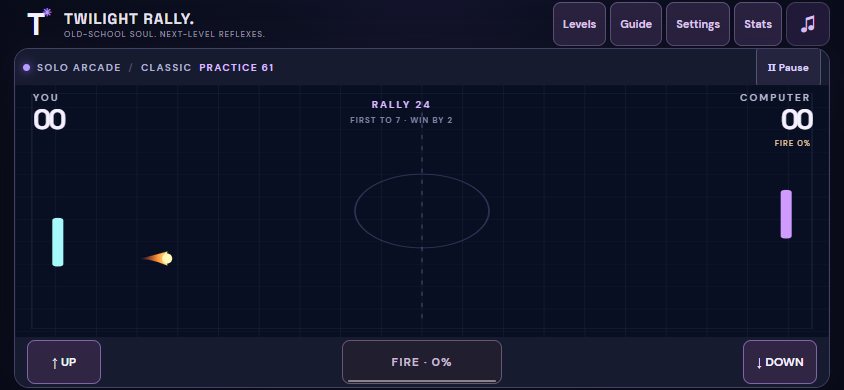 T*
TWILIGHT RALLY.
OLD-SCHOOL SOUL. NEXT-LEVEL REFLEXES.
Levels
Guide
Settings
Stats
SOLO ARCADE / CLASSIC PRACTICE 61
Pause
YOU
00
RALLY 24
FIRST TO 7 · WIN BY 2
COMPUTER
00
FIRE 0%
↑ UP
FIRE · 0%
↓ DOWN